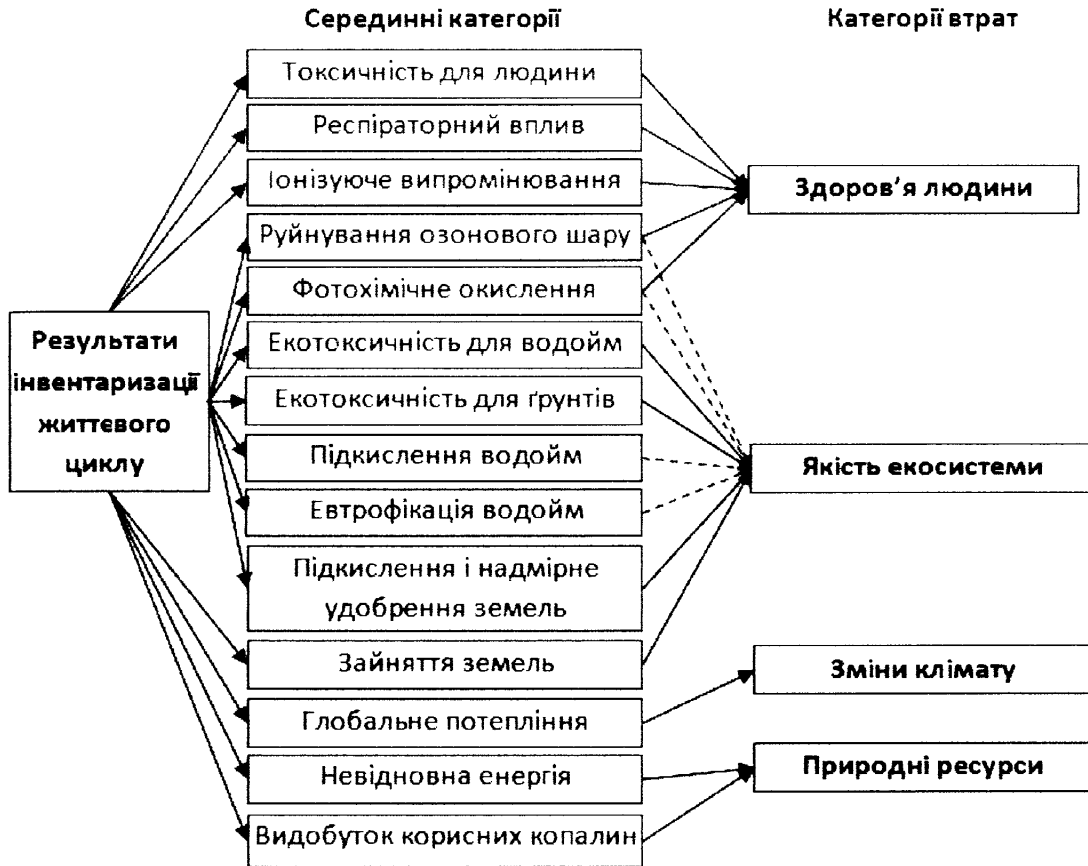 Серединні категорії
Категорії втрат
Токсичність для людини
Респіраторний вплив
Іонізуюче випромінювання
Руйнування озонового шару
Фотохімічне окислення
Екотоксичність для водойм
Екотоксичність для ґрунтів
Підкислення водойм
Евтрофікація водойм
Підкислення і надмірне
удобрення земель
Зайняття земель
Глобальне потепління
Невідновна енергія
Видобуток корисних копалин
Результати
інвентаризації
життєвого
циклу
Здоров’я людини
Якість екосистеми
Зміни клімату
Природні ресурси